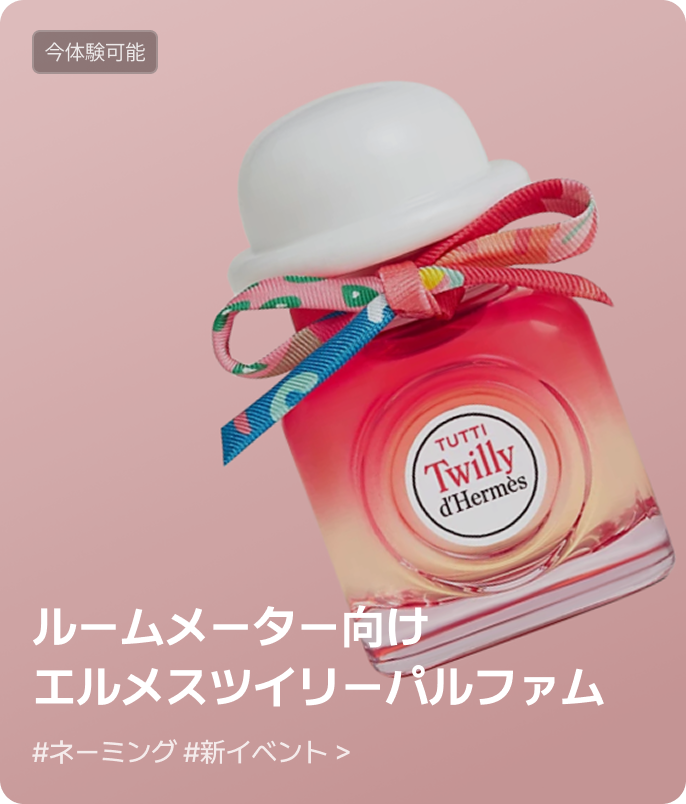 今体験可能
TUTTI
Twilly
d'Hermès
ルームメーター向け
エルメスツイリーパルファム
#ネーミング #新イベント >